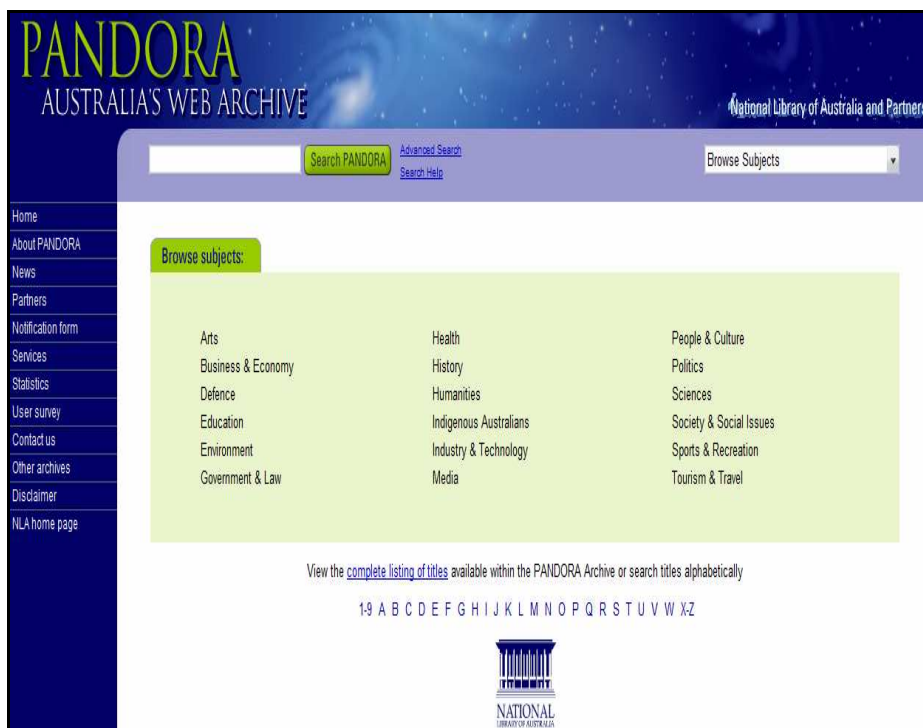 PANDORA
AUSTRALIA'S WEB ARCHIVE
National Library of Australia and Partners
Search PANDORA
Advanced Search
Search Help
Browse Subjects
Home
About PANDORA
News
Partners
Notification form
Services
Statistics
User survey
Contact us
Other archives
Disclaimer
NLA home page
Browse subjects:
Arts
Business & Economy
Defence
Education
Environment
Government & Law
Health
History
Humanities
Indigenous Australians
Industry & Technology
Media
People & Culture
Politics
Sciences
Society & Social Issues
Sports & Recreation
Tourism & Travel
View the complete listing of titles available within the PANDORA Archive or search titles alphabetically
1-9 A B C D E F G H I J K L M N O P Q R S T U V W X-Z
NATIONAL
LIBRARY OF AUSTRALIA